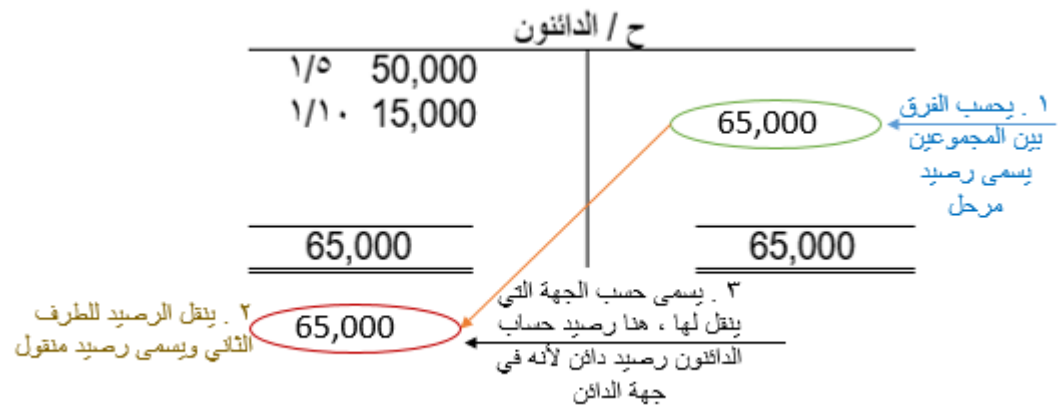 ح / الدائنون
50,000 ١/٥
15,000 ١/١٠
65,000
١ . يحسب الفرق
بين المجموعين
يسمى رصيد
مرحل
65,000
65,000
٣ . يسمى حسب الجهة التي
ينقل لها ، هنا رصيد حساب
الدائنون رصيد دائن لأنه في
جهة الدائن
65,000
٢ . ينقل الرصيد للطرف
الثاني ويسمى رصيد منقول